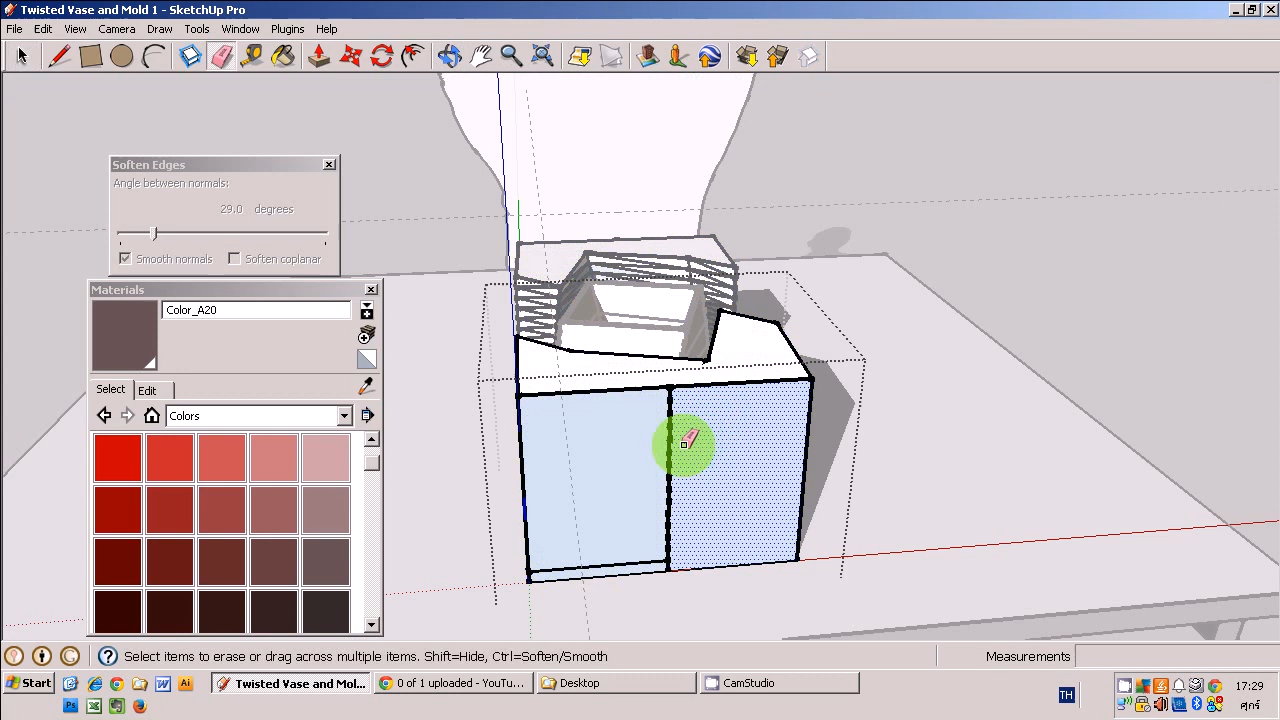 Twisted Vase and Mold 1 - SketchUp Pro
File Edit View Camera Draw Tools Window Plugins Help
Soften Edges
Angle between normals:
29.0 degrees
Smooth normals Soften coplanar
Materials
Color_A20
Select Edit
Colors
Select items to erase or drag across multiple items. Shift=Hide, Ctrl=Soften/Smooth
Measurements
Start Twisted Vase and Mol... 0 of 1 uploaded - YouTu... Desktop CamStudio TH 17:29
ศุกร์